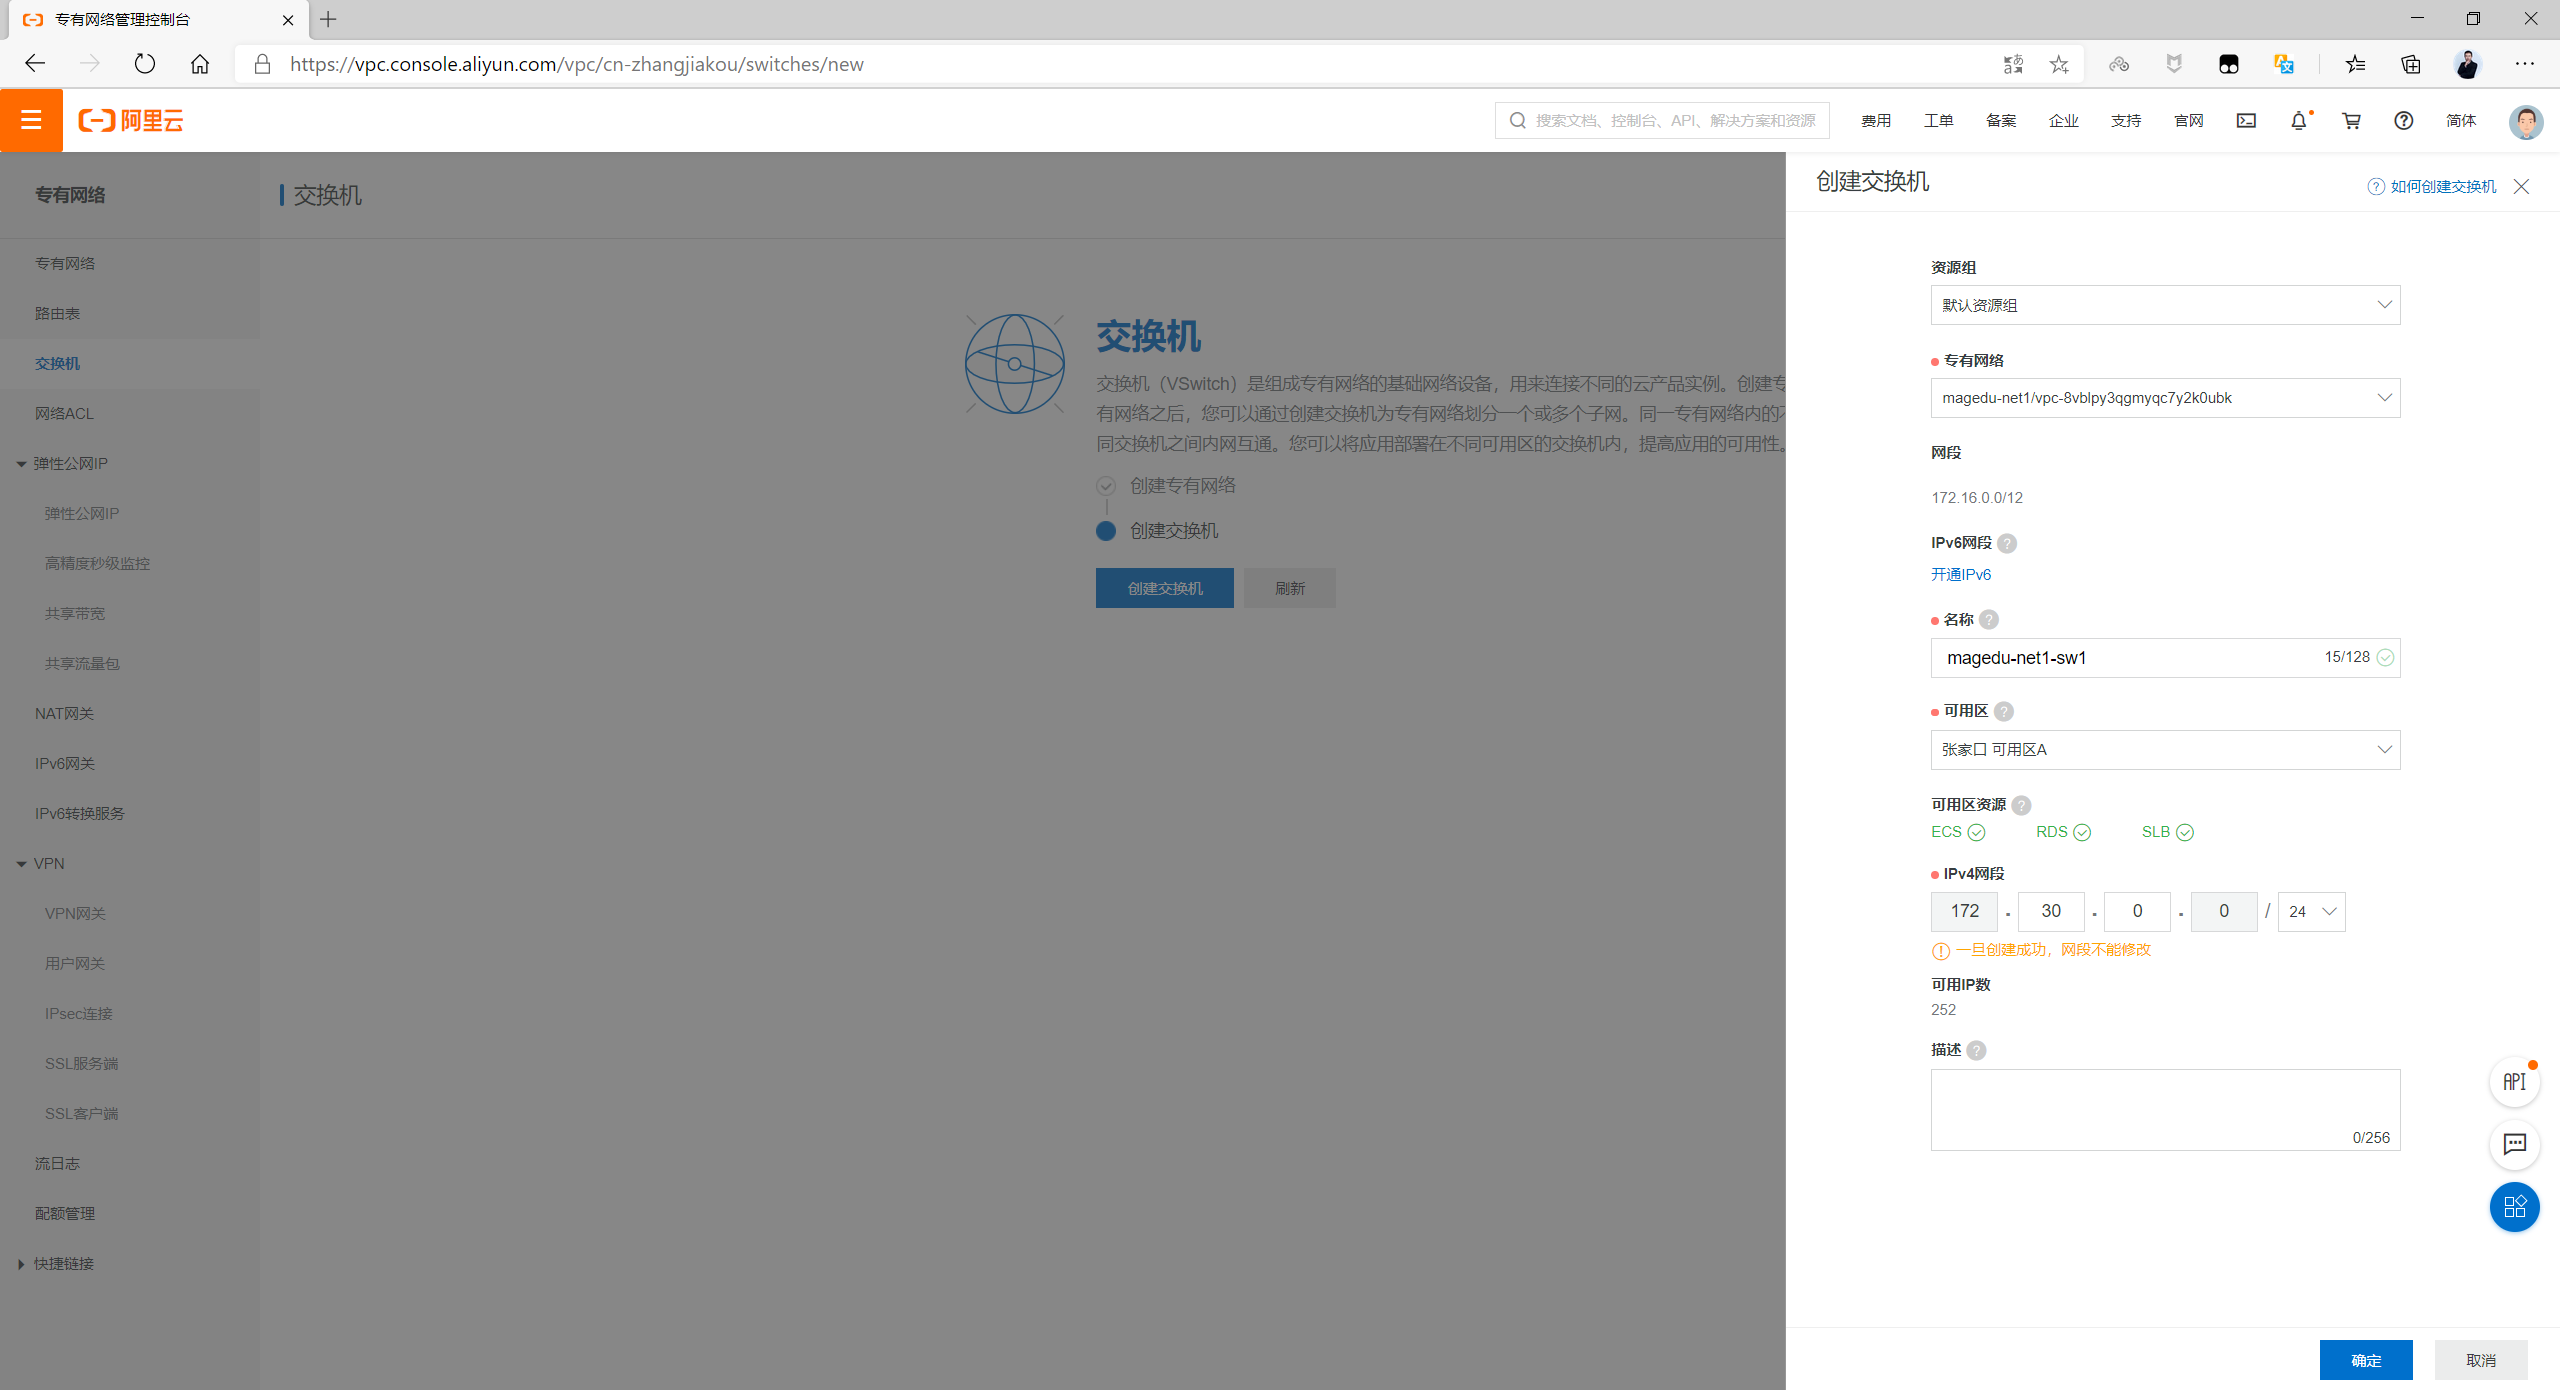 专有网络管理控制台
https://vpc.console.aliyun.com/vpc/cn-zhangjiakou/switches/new
阿里云
搜索文档、控制台、API、解决方案和资源
费用
工单
备案
企业
支持
官网
简体
专有网络
专有网络
路由表
交换机
网络ACL
弹性公网IP
弹性公网IP
高精度秒级监控
共享带宽
共享流量包
NAT网关
IPv6网关
IPv6转换服务
VPN
VPN网关
用户网关
IPsec连接
SSL服务端
SSL客户端
流日志
配额管理
快捷链接
交换机
交换机
交换机（VSwitch）是组成专有网络的基础网络设备，用来连接不同的云产品实例。创建专
有网络之后，您可以通过创建交换机为专有网络划分一个或多个子网。同一专有网络内的不
同交换机之间内网互通。您可以将应用部署在不同可用区的交换机内，提高应用的可用性。
创建专有网络
创建交换机
创建交换机
刷新
创建交换机
如何创建交换机
资源组
默认资源组
专有网络
magedu-net1/vpc-8vblpy3qgmyqc7y2k0ubk
网段
172.16.0.0/12
IPv6网段
开通IPv6
名称
magedu-net1-sw1
15/128
可用区
张家口 可用区A
可用区资源
ECS
RDS
SLB
IPv4网段
172 . 30 . 0 . 0 / 24
一旦创建成功，网段不能修改
可用IP数
252
描述
0/256
API
确定
取消